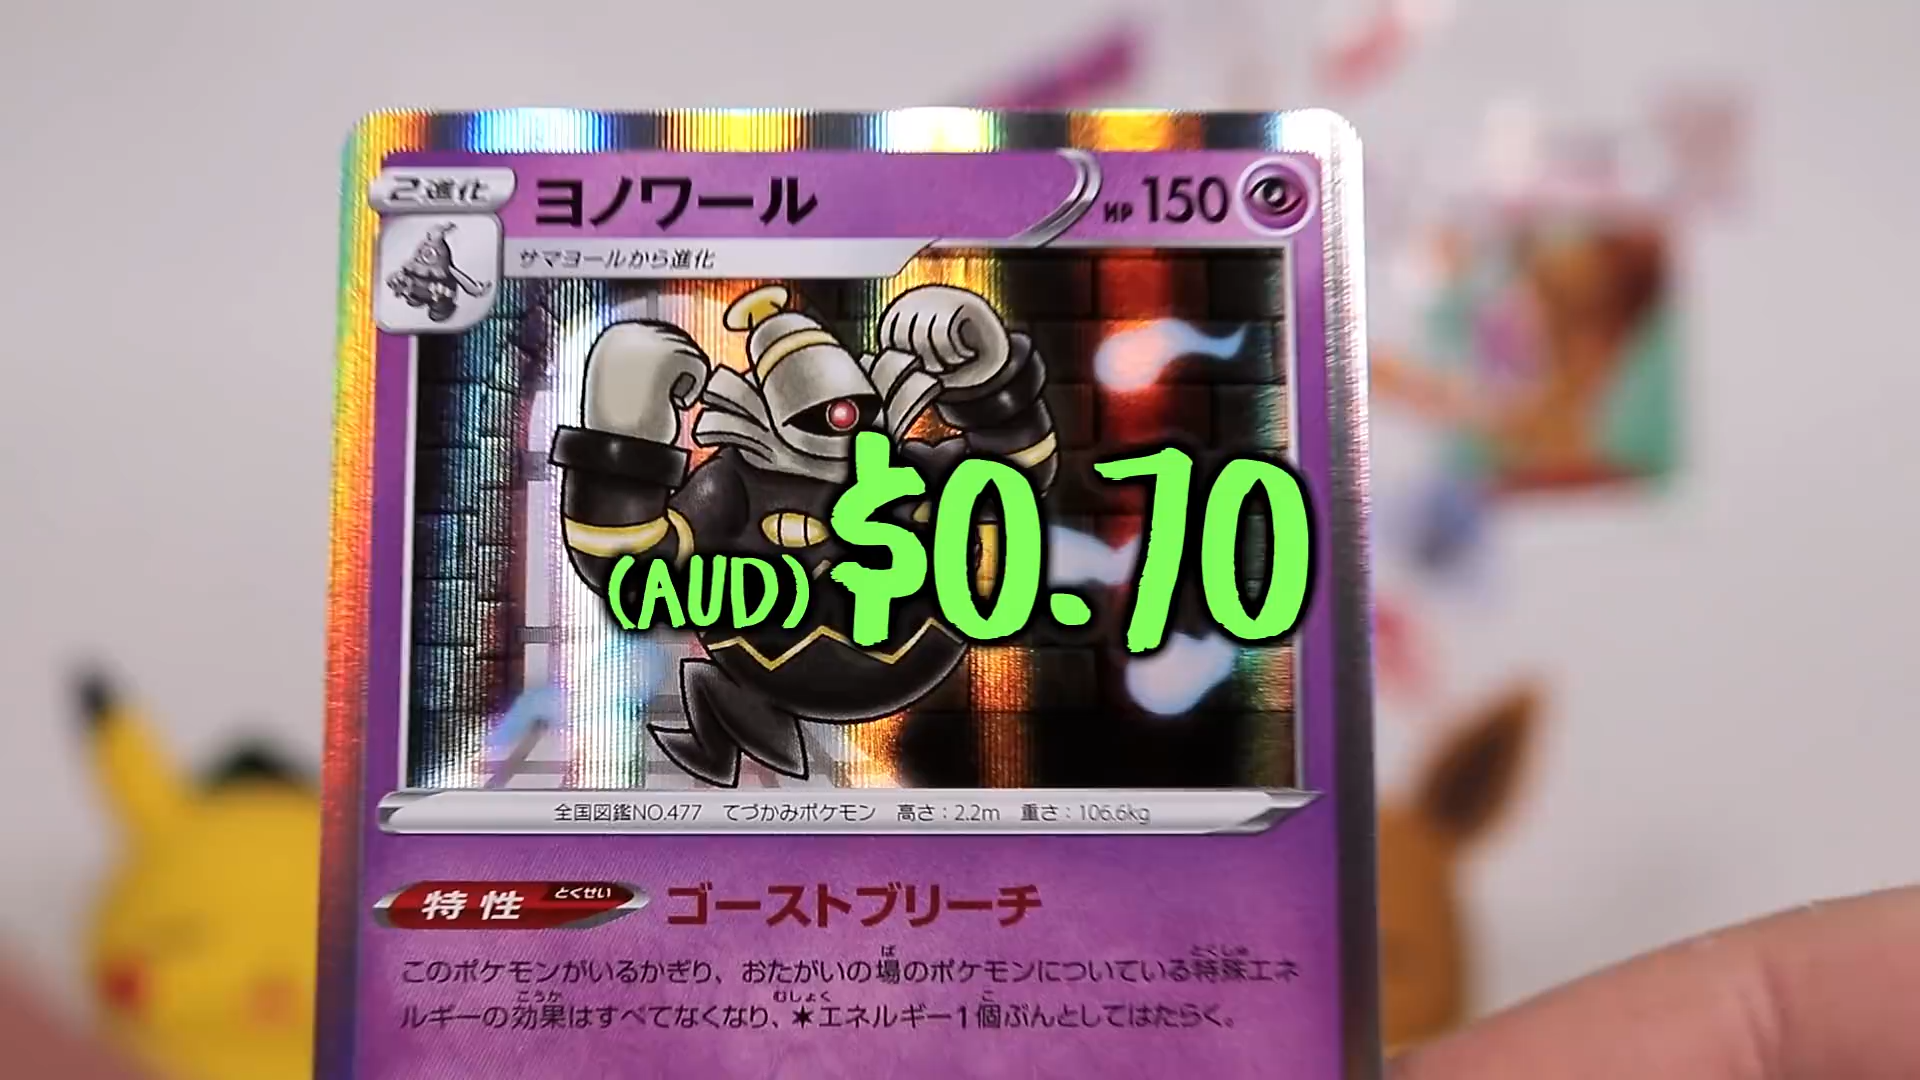 2進化
ヨノワール
HP 150
サマヨールから進化
(AUD) $0.70
全国図鑑NO.477 てづかみポケモン 高さ:2.2m 重さ:106.6kg
特性 とくせい ゴーストブリーチ
このポケモンがいるかぎり、おたがいの場のポケモンについている特殊エネ
ルギーの効果はすべてなくなり、エネルギー1個ぶんとしてはたらく。